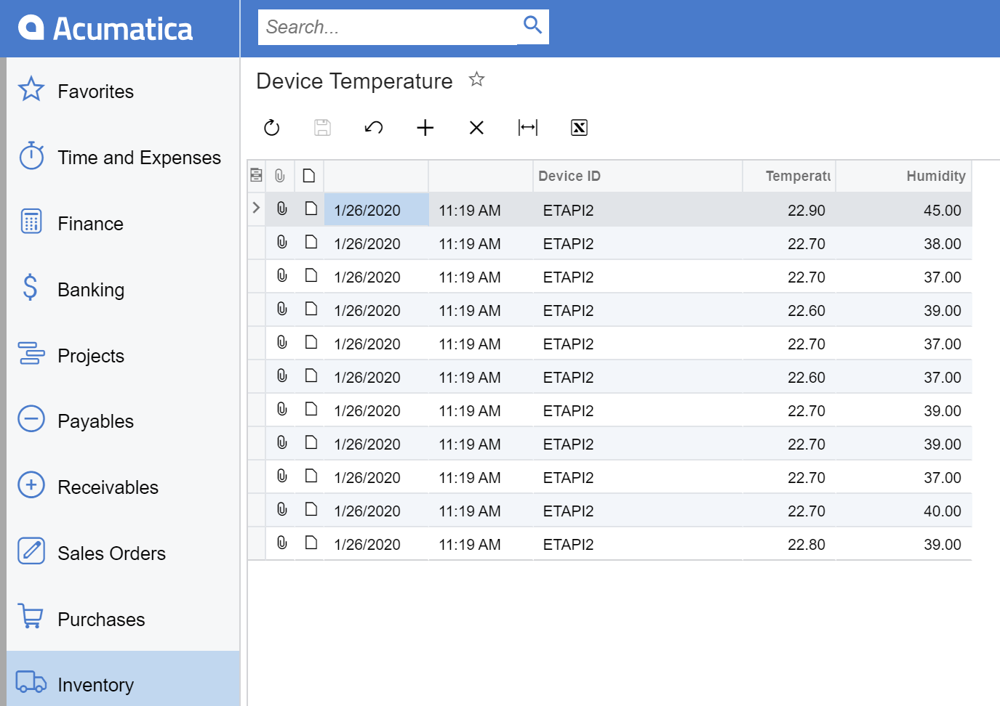 Acumatica
Search...
Favorites
Time and Expenses
Finance
Banking
Projects
Payables
Receivables
Sales Orders
Purchases
Inventory
Device Temperature
Device ID Temperatu Humidity
1/26/2020 11:19 AM ETAPI2 22.90 45.00
1/26/2020 11:19 AM ETAPI2 22.70 38.00
1/26/2020 11:19 AM ETAPI2 22.70 37.00
1/26/2020 11:19 AM ETAPI2 22.60 39.00
1/26/2020 11:19 AM ETAPI2 22.70 37.00
1/26/2020 11:19 AM ETAPI2 22.60 37.00
1/26/2020 11:19 AM ETAPI2 22.70 39.00
1/26/2020 11:19 AM ETAPI2 22.70 39.00
1/26/2020 11:19 AM ETAPI2 22.70 37.00
1/26/2020 11:19 AM ETAPI2 22.70 40.00
1/26/2020 11:19 AM ETAPI2 22.80 39.00